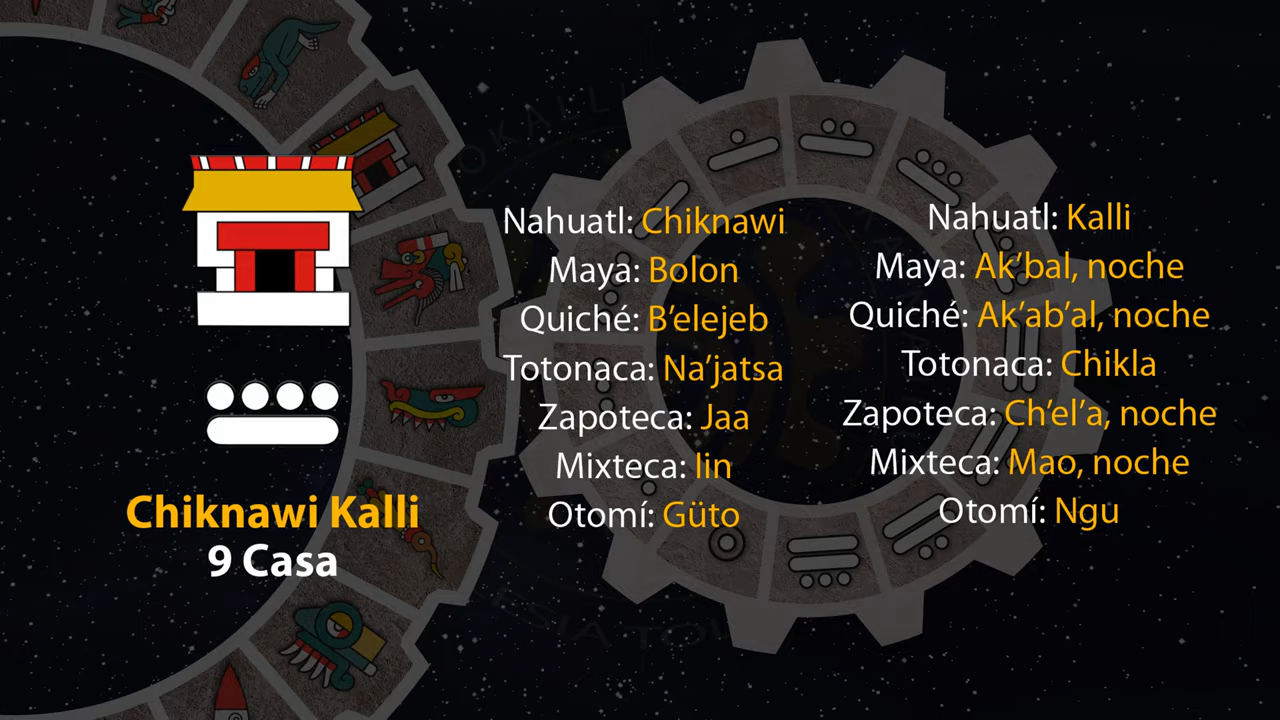 Chiknawi Kalli
9 Casa
Nahuatl: Chiknawi
Maya: Bolon
Quiché: B’elejeb
Totonaca: Na’jatsa
Zapoteca: Jaa
Mixteca: Iin
Otomí: Güto
Nahuatl: Kalli
Maya: Ak’bal, noche
Quiché: Ak’ab’al, noche
Totonaca: Chikla
Zapoteca: Ch’el’a, noche
Mixteca: Mao, noche
Otomí: Ngu